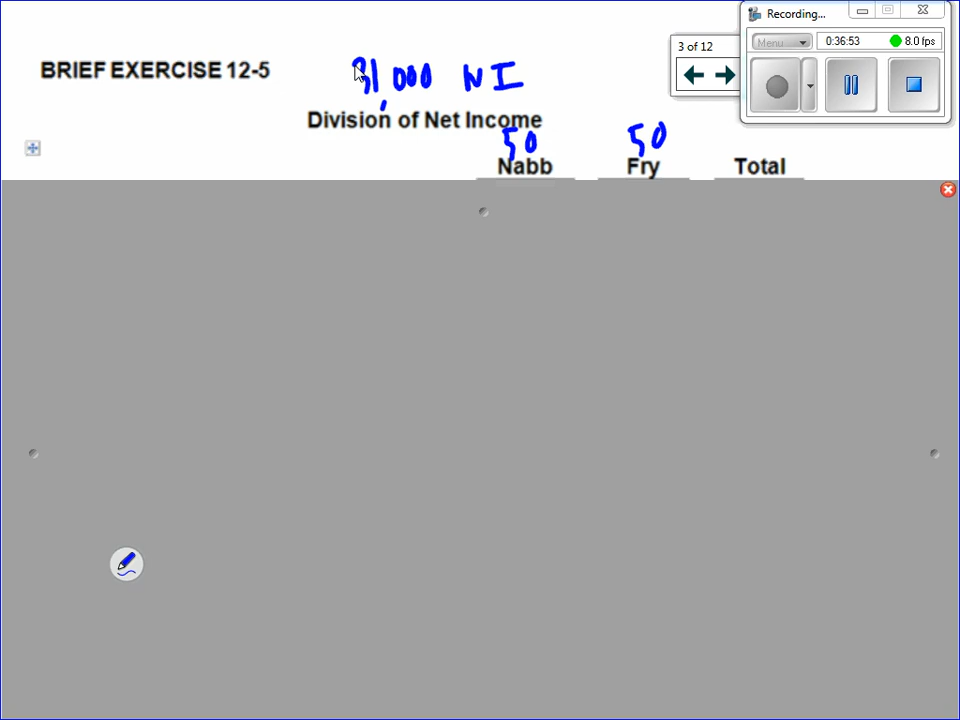 Recording...
3 of 12
Menu
0:36:53
8.0 fps
BRIEF EXERCISE 12-5
31,000 NI
Division of Net Income
50 50
Nabb Fry Total